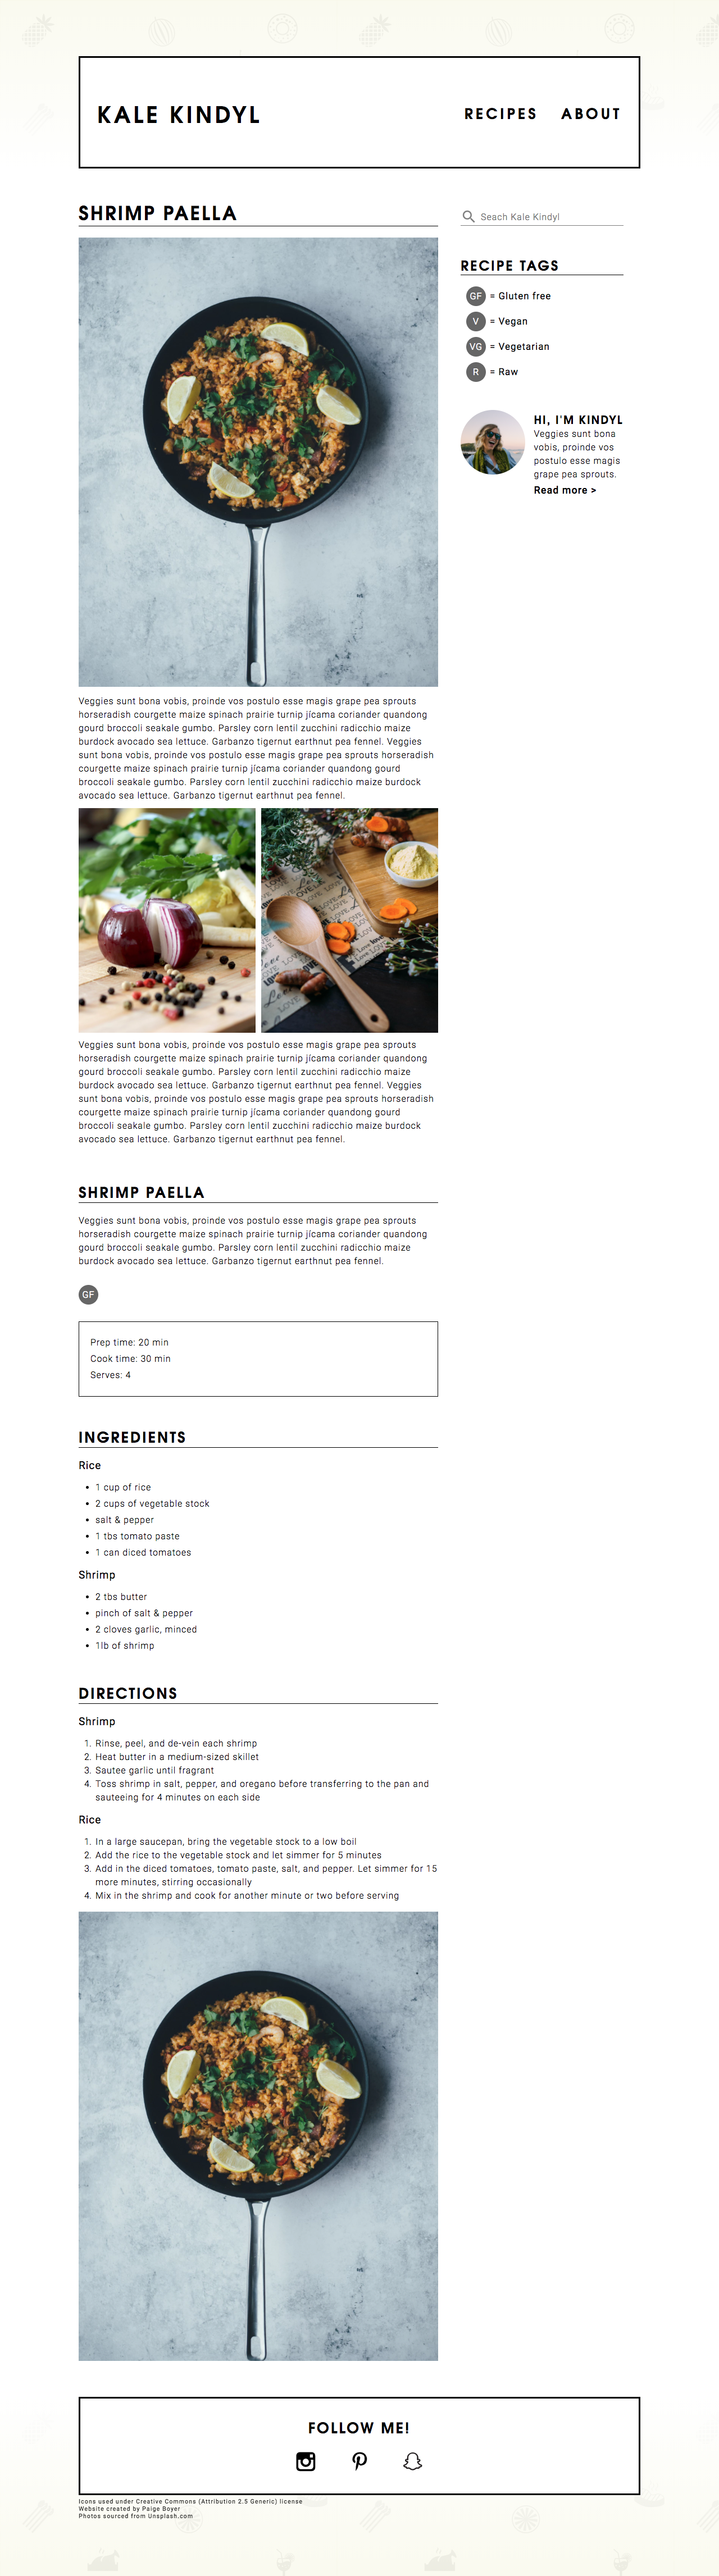 KALE KINDYL
RECIPES ABOUT
SHRIMP PAELLA
Veggies sunt bona vobis, proinde vos postulo esse magis grape pea sprouts
horseradish courgette maize spinach prairie turnip jícama coriander quandong
gourd broccoli seakale gumbo. Parsley corn lentil zucchini radicchio maize
burdock avocado sea lettuce. Garbanzo tigernut earthnut pea fennel. Veggies
sunt bona vobis, proinde vos postulo esse magis grape pea sprouts horseradish
courgette maize spinach prairie turnip jícama coriander quandong gourd
broccoli seakale gumbo. Parsley corn lentil zucchini radicchio maize burdock
avocado sea lettuce. Garbanzo tigernut earthnut pea fennel.
LOVE
LOVE
Love
Veggies sunt bona vobis, proinde vos postulo esse magis grape pea sprouts
horseradish courgette maize spinach prairie turnip jícama coriander quandong
gourd broccoli seakale gumbo. Parsley corn lentil zucchini radicchio maize
burdock avocado sea lettuce. Garbanzo tigernut earthnut pea fennel. Veggies
sunt bona vobis, proinde vos postulo esse magis grape pea sprouts horseradish
courgette maize spinach prairie turnip jícama coriander quandong gourd
broccoli seakale gumbo. Parsley corn lentil zucchini radicchio maize burdock
avocado sea lettuce. Garbanzo tigernut earthnut pea fennel.
SHRIMP PAELLA
Veggies sunt bona vobis, proinde vos postulo esse magis grape pea sprouts
horseradish courgette maize spinach prairie turnip jícama coriander quandong
gourd broccoli seakale gumbo. Parsley corn lentil zucchini radicchio maize
burdock avocado sea lettuce. Garbanzo tigernut earthnut pea fennel.
GF
Prep time: 20 min
Cook time: 30 min
Serves: 4
INGREDIENTS
Rice
• 1 cup of rice
• 2 cups of vegetable stock
• salt & pepper
• 1 tbs tomato paste
• 1 can diced tomatoes
Shrimp
• 2 tbs butter
• pinch of salt & pepper
• 2 cloves garlic, minced
• 1lb of shrimp
DIRECTIONS
Shrimp
1. Rinse, peel, and de-vein each shrimp
2. Heat butter in a medium-sized skillet
3. Sautee garlic until fragrant
4. Toss shrimp in salt, pepper, and oregano before transferring to the pan and
sauteeing for 4 minutes on each side
Rice
1. In a large saucepan, bring the vegetable stock to a low boil
2. Add the rice to the vegetable stock and let simmer for 5 minutes
3. Add in the diced tomatoes, tomato paste, salt, and pepper. Let simmer for 15
more minutes, stirring occasionally
4. Mix in the shrimp and cook for another minute or two before serving
Seach Kale Kindyl
RECIPE TAGS
GF = Gluten free
V = Vegan
VG = Vegetarian
R = Raw
HI, I'M KINDYL
Veggies sunt bona
vobis, proinde vos
postulo esse magis
grape pea sprouts.
Read more >
FOLLOW ME!
Icons used under Creative Commons (Attribution 2.5 Generic) license
Website created by Paige Boyer
Photos sourced from Unsplash.com